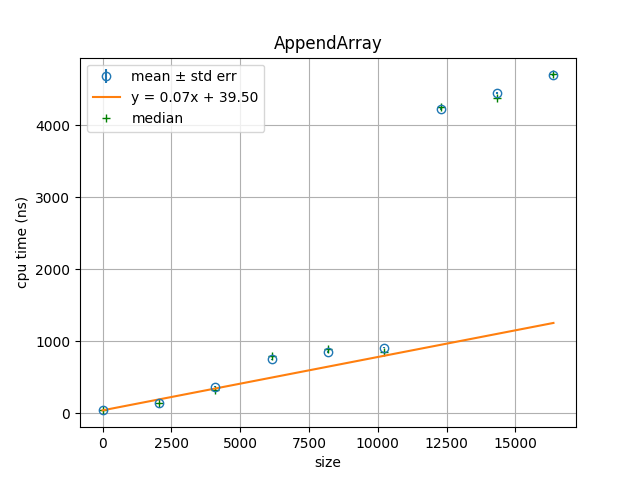 AppendArray
mean ± std err
y = 0.07x + 39.50
median
cpu time (ns)
4000
3000
2000
1000
0
0 2500 5000 7500 10000 12500 15000
size